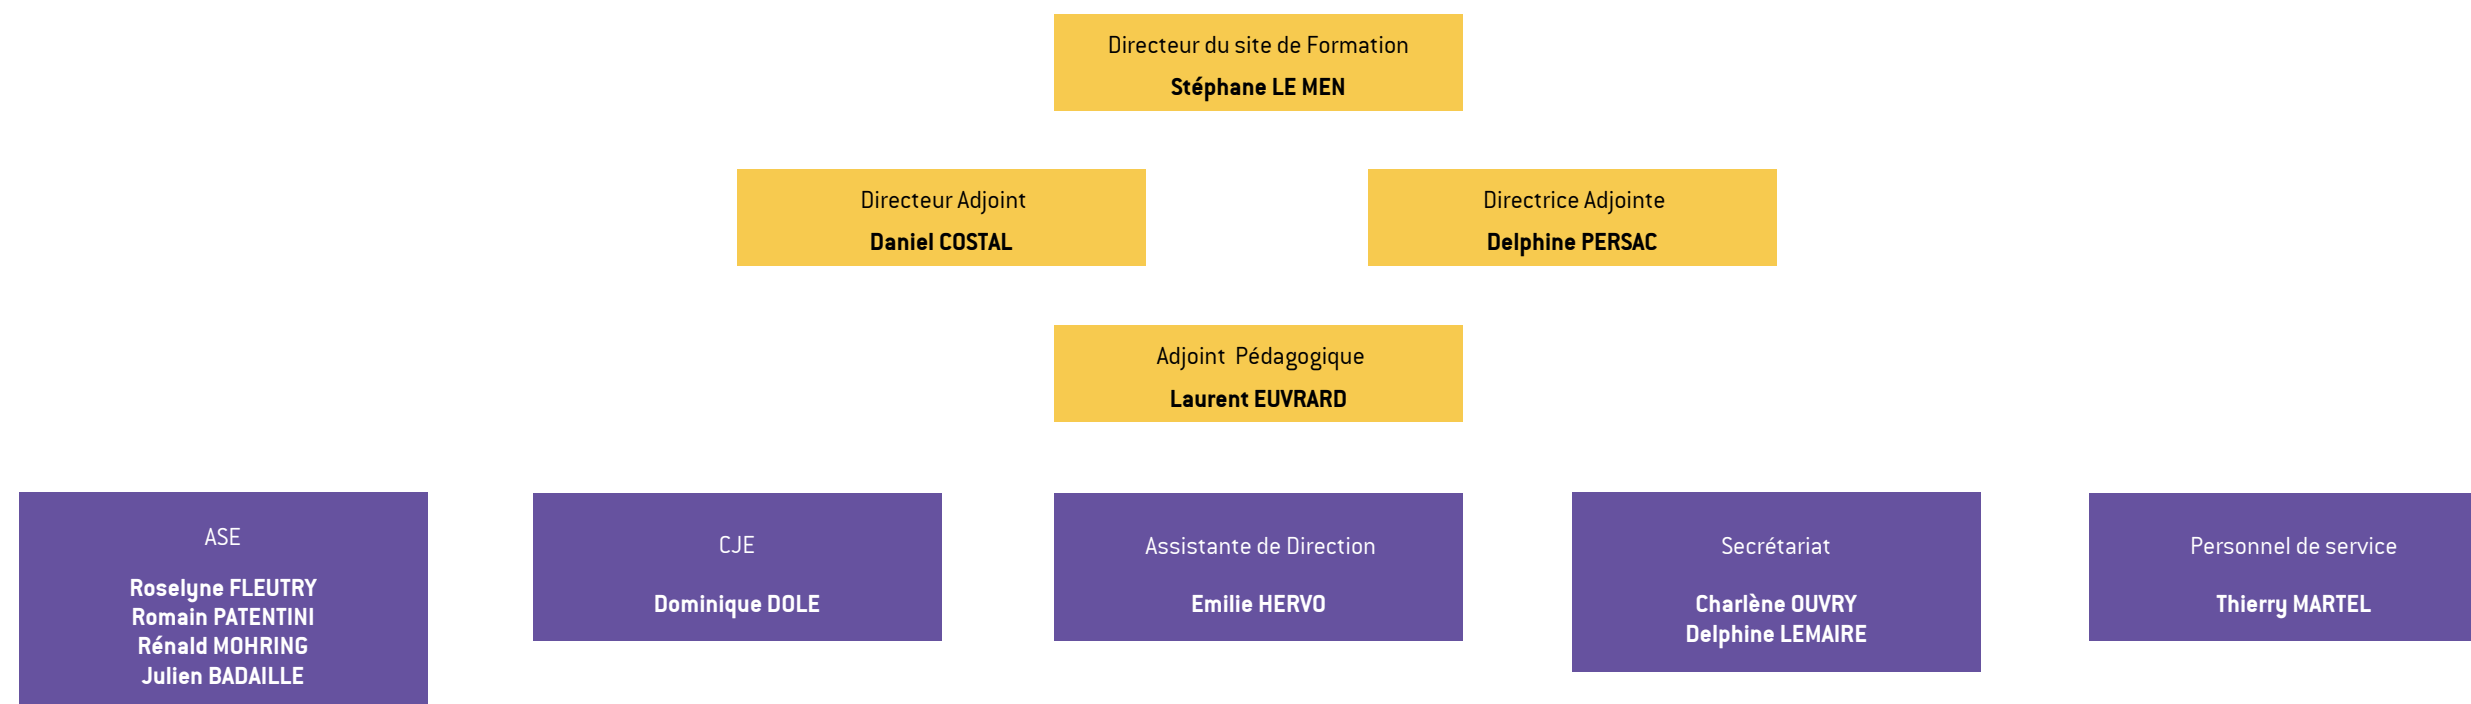 Directeur du site de Formation
Stéphane LE MEN
Directeur Adjoint
Daniel COSTAL
Directrice Adjointe
Delphine PERSAC
Adjoint Pédagogique
Laurent EUVRARD
ASE
Roselyne FLEUTRY
Romain PATENTINI
Rénald MOHRING
Julien BADAILLE
CJE
Dominique DOLE
Assistante de Direction
Emilie HERVO
Secrétariat
Charlène OUVRY
Delphine LEMAIRE
Personnel de service
Thierry MARTEL